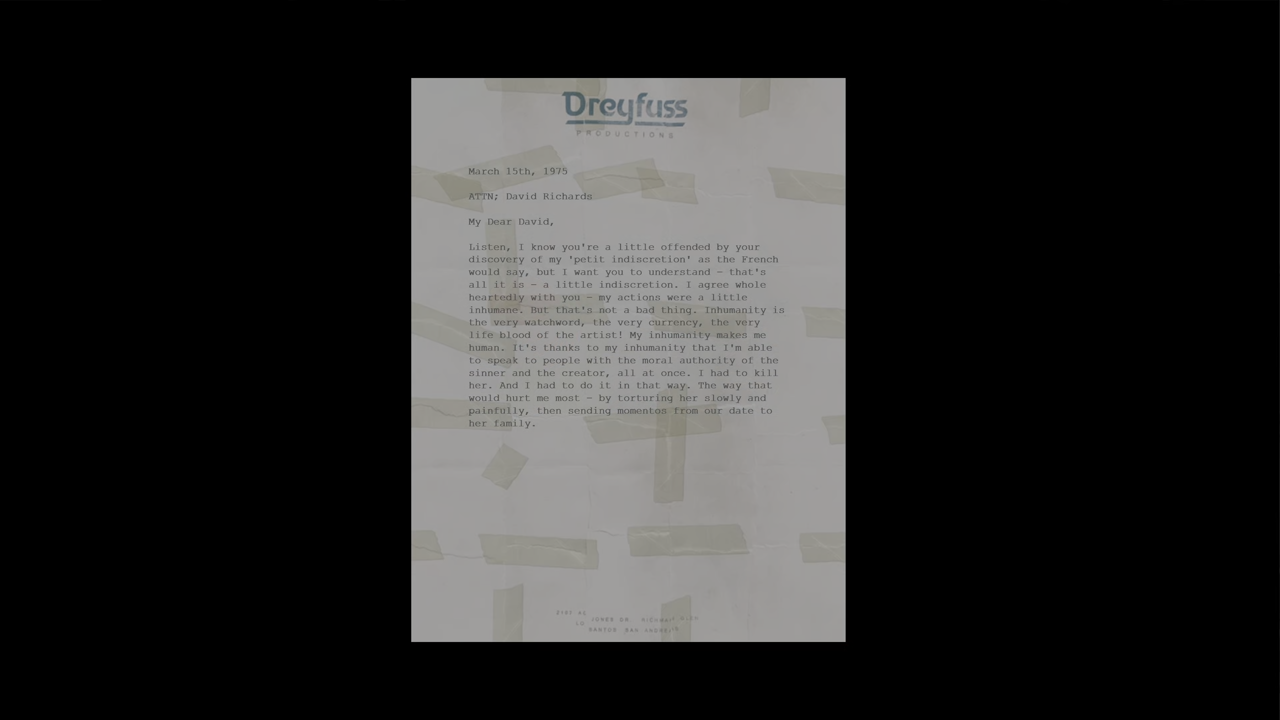 Dreyfuss
PRODUCTIONS
March 15th, 1975
ATTN; David Richards
My Dear David,
Listen, I know you're a little offended by your
discovery of my 'petit indiscretion' as the French
would say, but I want you to understand – that's
all it is – a little indiscretion. I agree whole
heartedly with you – my actions were a little
inhumane. But that's not a bad thing. Inhumanity is
the very watchword, the very currency, the very
life blood of the artist! My inhumanity makes me
human. It's thanks to my inhumanity that I'm able
to speak to people with the moral authority of the
sinner and the creator, all at once. I had to kill
her. And I had to do it in that way. The way that
would hurt me most – by torturing her slowly and
painfully, then sending momentos from our date to
her family.